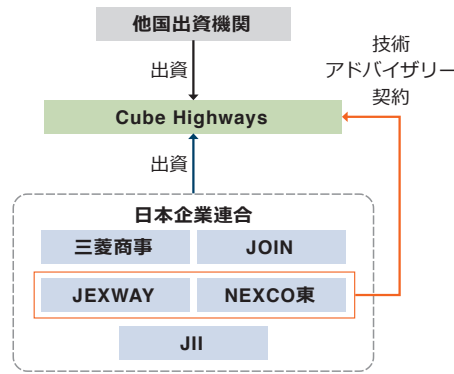 他国出資機関
出資
技術
アドバイザリー
契約
Cube Highways
出資
日本企業連合
三菱商事
JOIN
JEXWAY
NEXCO東
JII